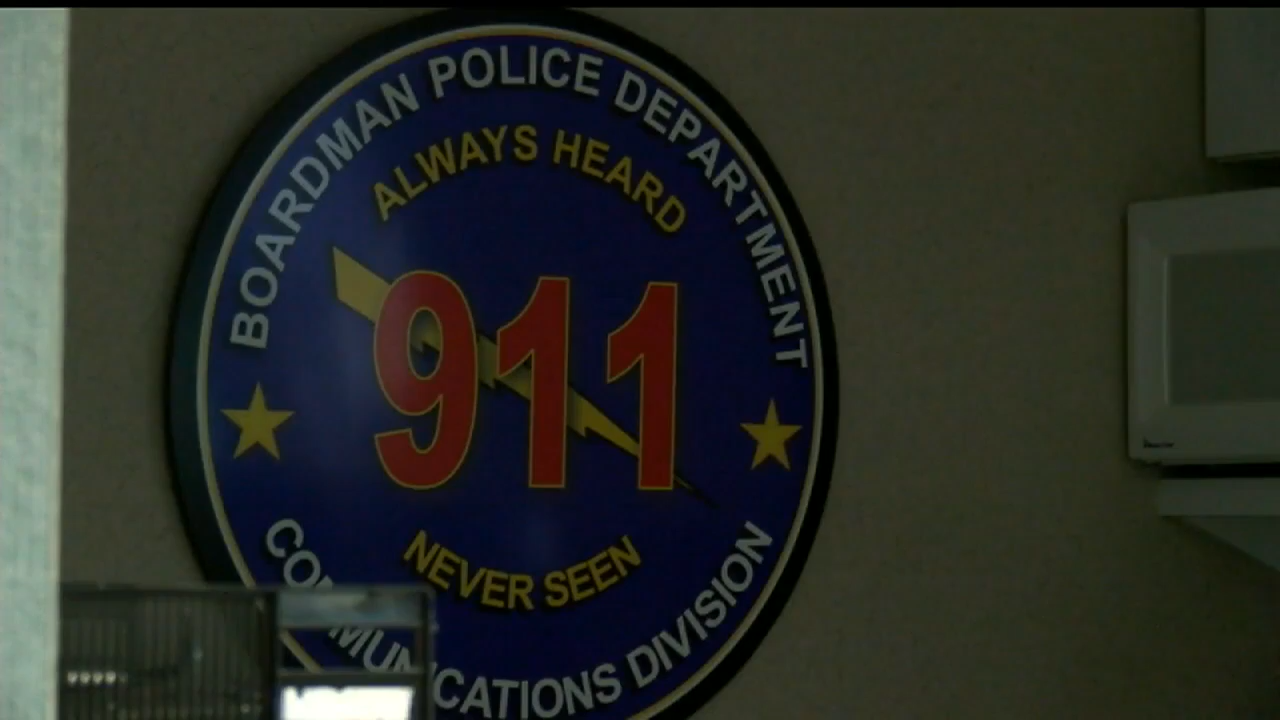 BOARDMAN POLICE DEPARTMENT
ALWAYS HEARD
911
NEVER SEEN
COMMUNICATIONS DIVISION